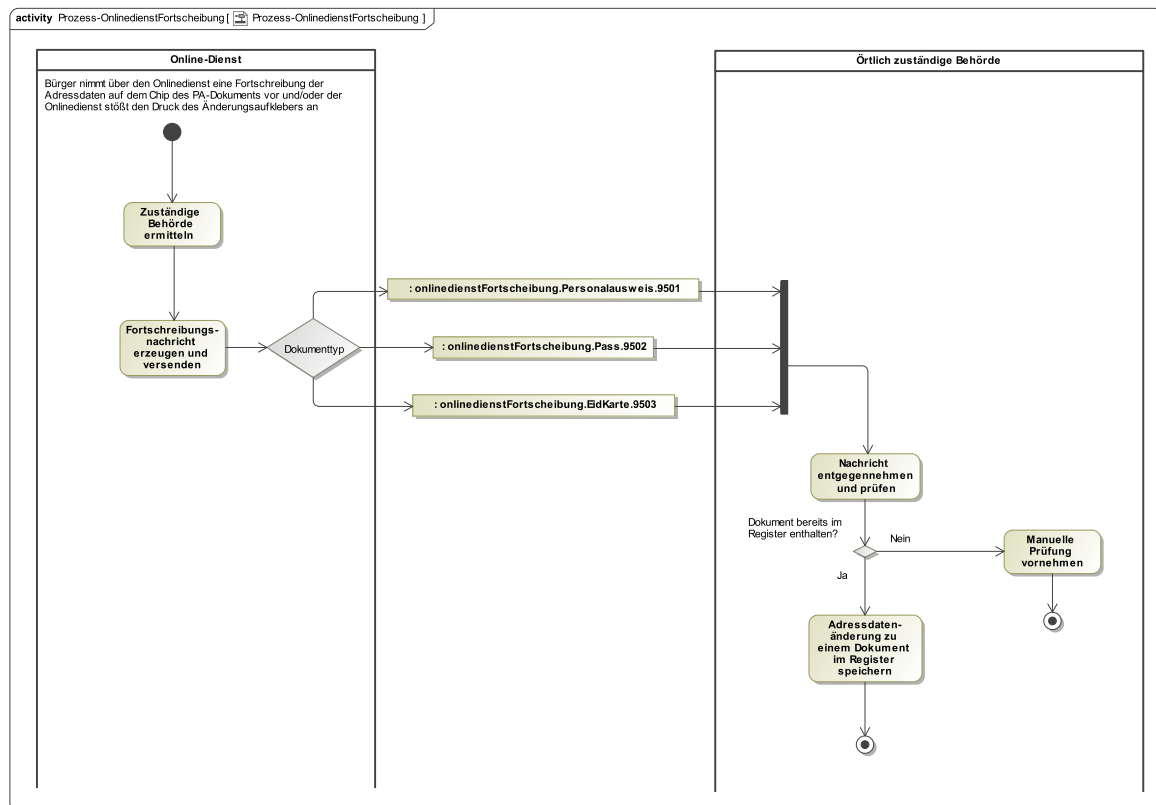 activity Prozess-OnlinedienstFortscheibung [ Prozess-OnlinedienstFortscheibung ]
Online-Dienst
Bürger nimmt über den Onlinedienst eine Fortschreibung der
Adressdaten auf dem Chip des PA-Dokuments vor und/oder der
Onlinedienst stößt den Druck des Änderungsaufklebers an
Zuständige
Behörde
ermitteln
Fortschreibungs-
nachricht
erzeugen und
versenden
Dokumenttyp
: onlinedienstFortscheibung.Personalausweis.9501
: onlinedienstFortscheibung.Pass.9502
: onlinedienstFortscheibung.EidKarte.9503
Örtlich zuständige Behörde
Nachricht
entgegennehmen
und prüfen
Dokument bereits im
Register enthalten?
Nein
Manuelle
Prüfung
vornehmen
Ja
Adressdaten-
änderung zu
einem Dokument
im Register
speichern